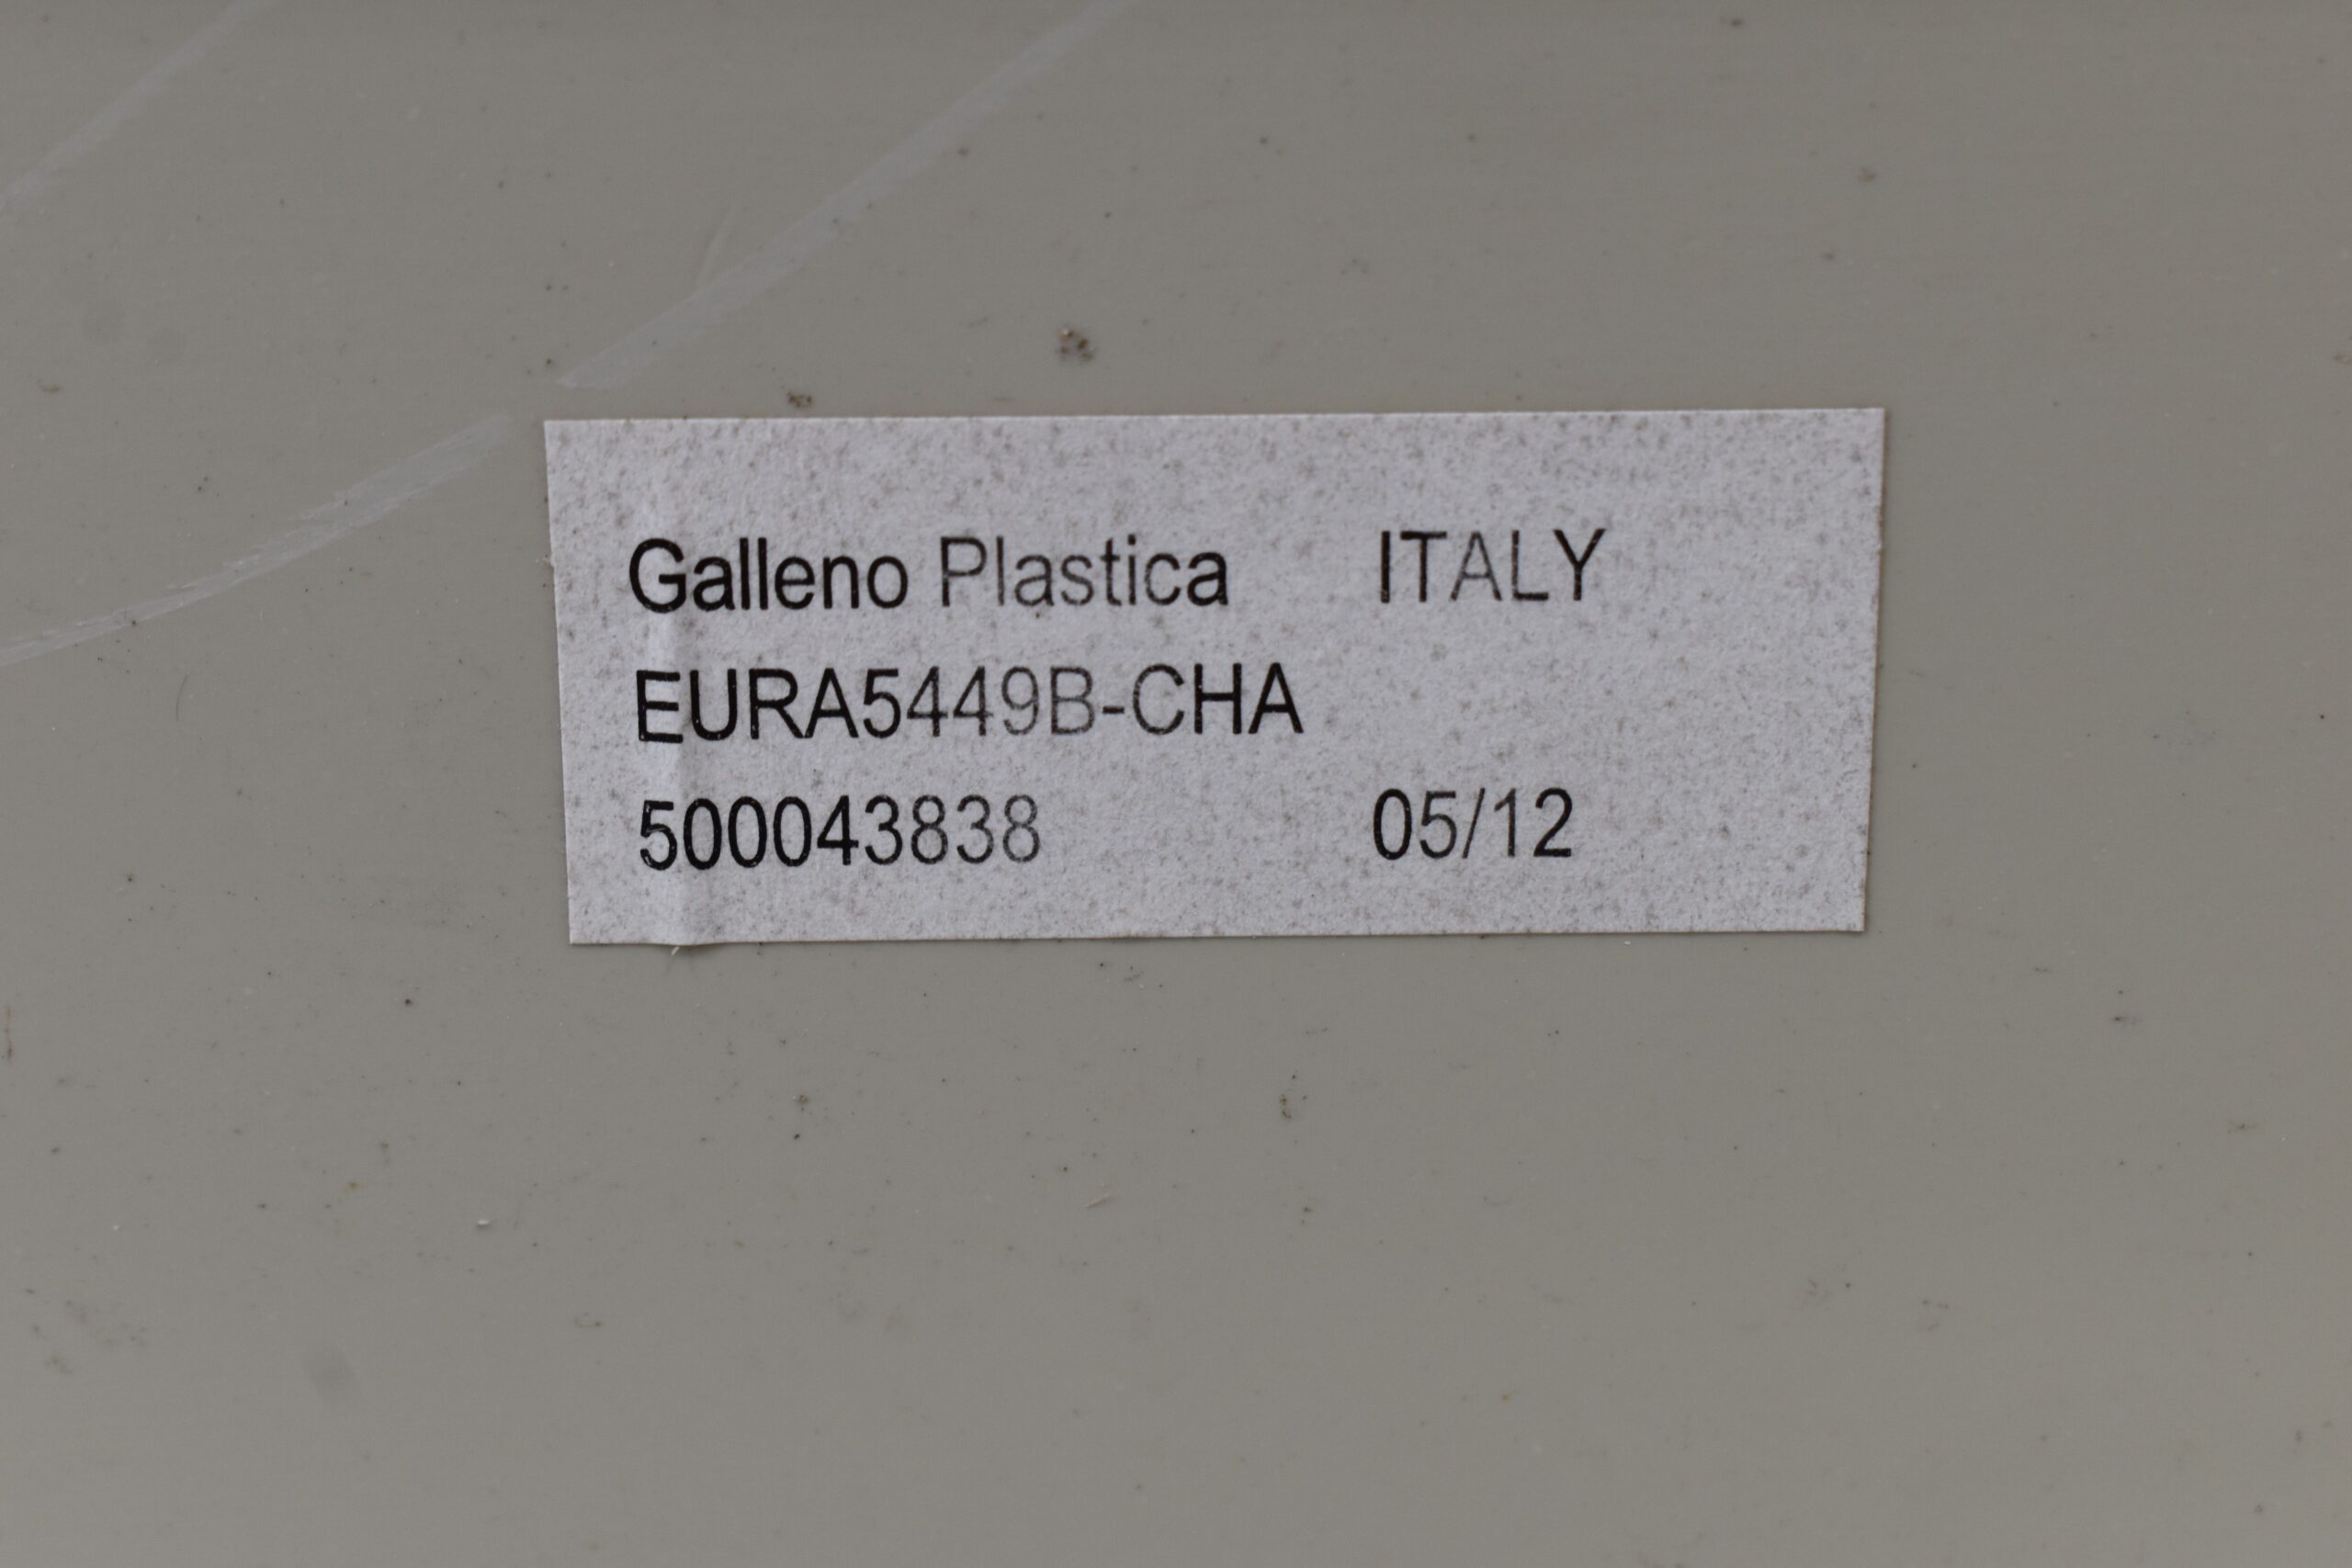 Galleno Plastica ITALY
EURA5449B-CHA
500043838 05/12